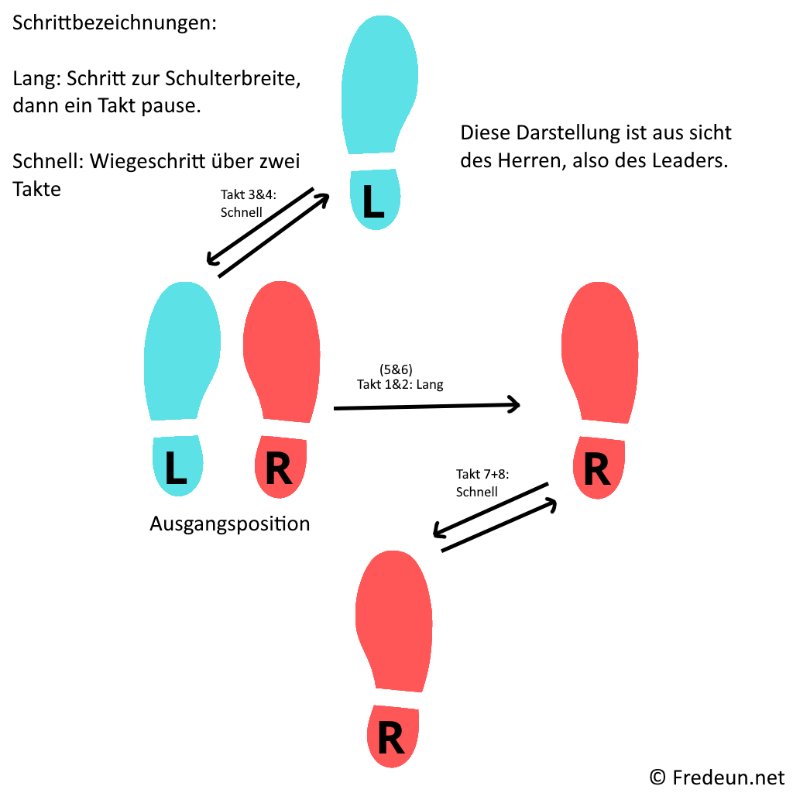 Schrittbezeichnungen:
Lang: Schritt zur Schulterbreite,
dann ein Takt pause.
Schnell: Wiegeschritt über zwei
Takte
Diese Darstellung ist aus sicht
des Herren, also des Leaders.
Takt 3&4:
Schnell
L
(5&6)
Takt 1&2: Lang
L
R
R
Takt 7+8:
Schnell
Ausgangsposition
R
© Fredeun.net